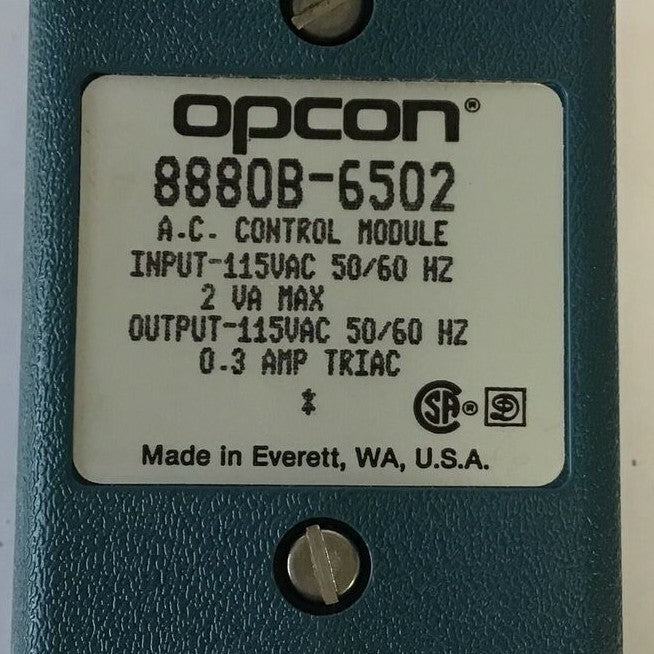 opcon®
8880B-6502
A.C. CONTROL MODULE
INPUT-115VAC 50/60 HZ
2 VA MAX
OUTPUT-115VAC 50/60 HZ
0.3 AMP TRIAC
SA ®
Made in Everett, WA, U.S.A.